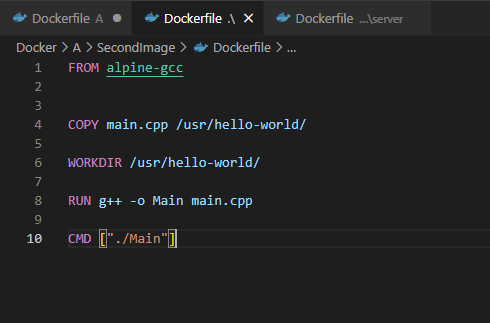 Dockerfile A
Dockerfile .\
Dockerfile ...\server
Docker > A > SecondImage > Dockerfile > ...
1 FROM alpine-gcc
2
3
4 COPY main.cpp /usr/hello-world/
5
6 WORKDIR /usr/hello-world/
7
8 RUN g++ -o Main main.cpp
9
10 CMD ["./Main"]